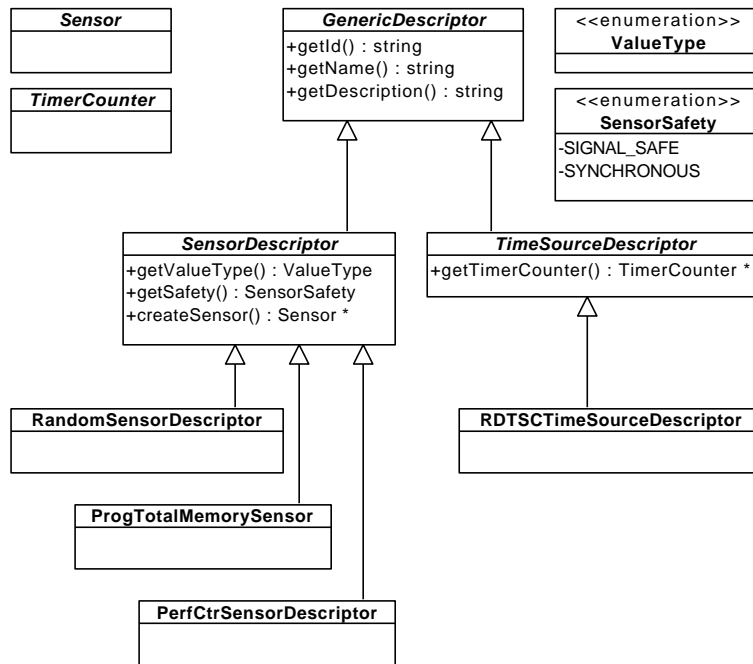 Sensor
TimerCounter
GenericDescriptor
+getId() : string
+getName() : string
+getDescription() : string
<<enumeration>>
ValueType
<<enumeration>>
SensorSafety
-SIGNAL_SAFE
-SYNCHRONOUS
SensorDescriptor
+getValueType() : ValueType
+getSafety() : SensorSafety
+createSensor() : Sensor *
TimeSourceDescriptor
+getTimerCounter() : TimerCounter *
RandomSensorDescriptor
RDTSCTimeSourceDescriptor
ProgTotalMemorySensor
PerfCtrSensorDescriptor